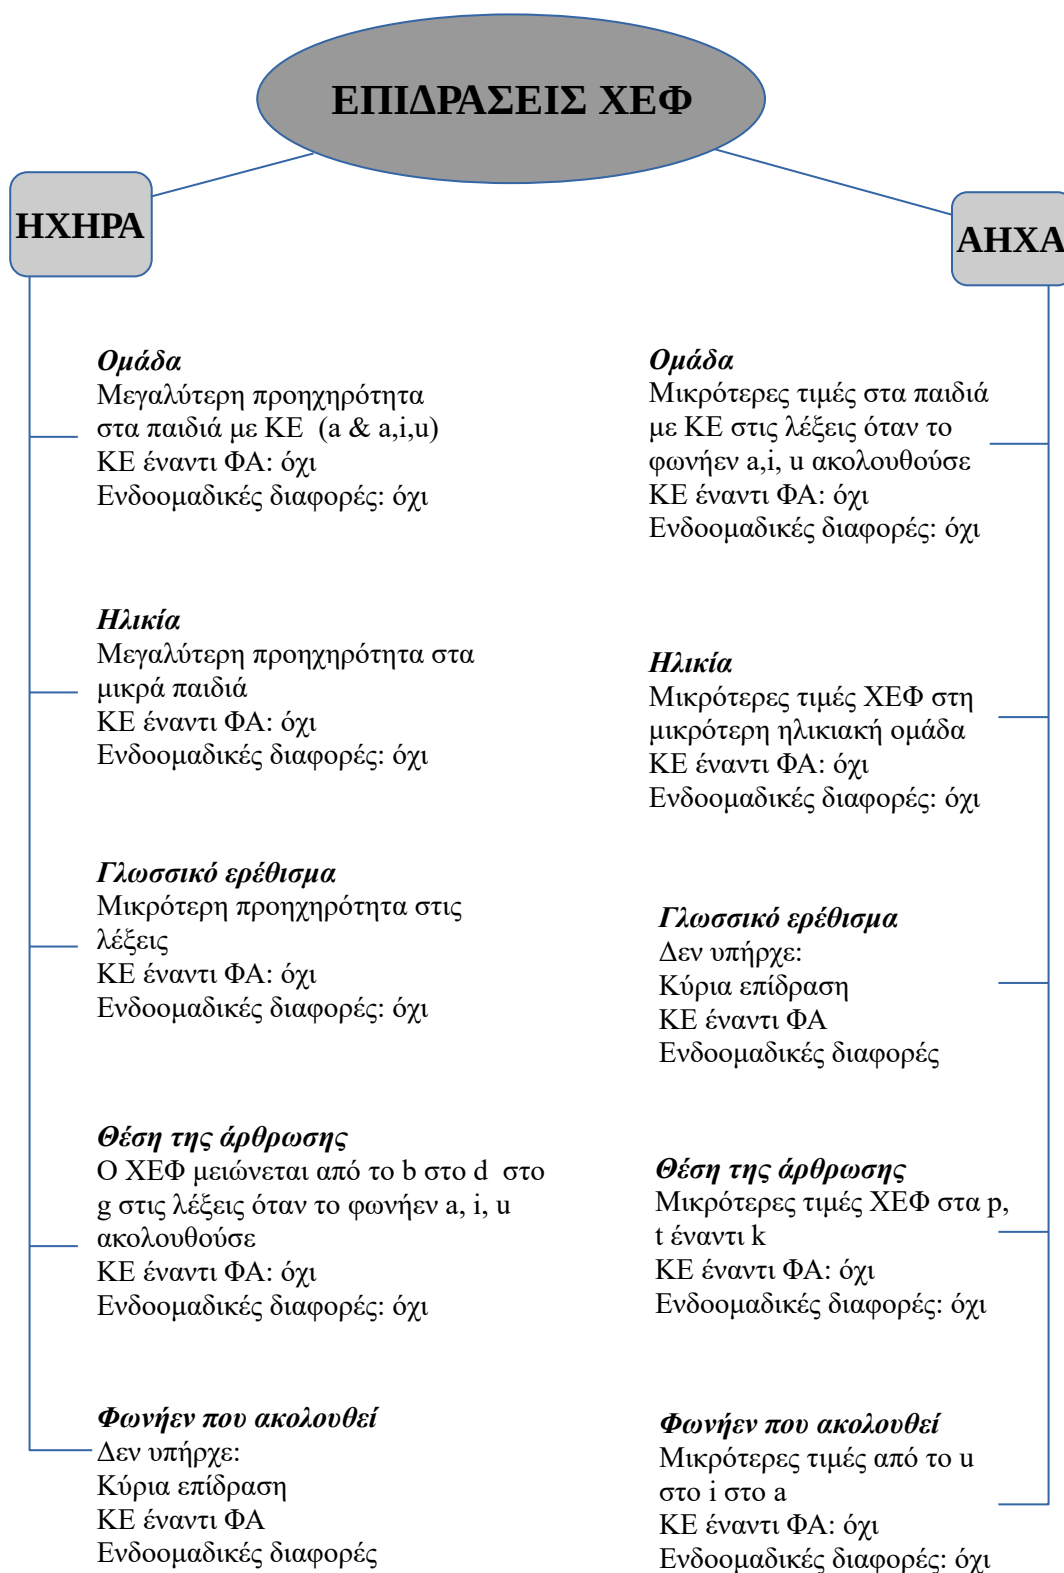 ΕΠΙΔΡΑΣΕΙΣ ΧΕΦ
ΗΧΗΡΑ
Ομάδα
Μεγαλύτερη προηχηρότητα
στα παιδιά με ΚΕ (a & a,i,u)
ΚΕ έναντι ΦΑ: όχι
Ενδοομαδικές διαφορές: όχι
Ηλικία
Μεγαλύτερη προηχηρότητα στα
μικρά παιδιά
ΚΕ έναντι ΦΑ: όχι
Ενδοομαδικές διαφορές: όχι
Γλωσσικό ερέθισμα
Μικρότερη προηχηρότητα στις
λέξεις
ΚΕ έναντι ΦΑ: όχι
Ενδοομαδικές διαφορές: όχι
Θέση της άρθρωσης
Ο ΧΕΦ μειώνεται από το b στο d στο
g στις λέξεις όταν το φωνήεν a, i, u
ακολουθούσε
ΚΕ έναντι ΦΑ: όχι
Ενδοομαδικές διαφορές: όχι
Φωνήεν που ακολουθεί
Δεν υπήρχε:
Κύρια επίδραση
ΚΕ έναντι ΦΑ
Ενδοομαδικές διαφορές
ΑΗΧΑ
Ομάδα
Μικρότερες τιμές στα παιδιά
με ΚΕ στις λέξεις όταν το
φωνήεν a,i, u ακολουθούσε
ΚΕ έναντι ΦΑ: όχι
Ενδοομαδικές διαφορές: όχι
Ηλικία
Μικρότερες τιμές ΧΕΦ στη
μικρότερη ηλικιακή ομάδα
ΚΕ έναντι ΦΑ: όχι
Ενδοομαδικές διαφορές: όχι
Γλωσσικό ερέθισμα
Δεν υπήρχε:
Κύρια επίδραση
ΚΕ έναντι ΦΑ
Ενδοομαδικές διαφορές
Θέση της άρθρωσης
Μικρότερες τιμές ΧΕΦ στα p,
t έναντι k
ΚΕ έναντι ΦΑ: όχι
Ενδοομαδικές διαφορές: όχι
Φωνήεν που ακολουθεί
Μικρότερες τιμές από το u
στο i στο a
ΚΕ έναντι ΦΑ: όχι
Ενδοομαδικές διαφορές: όχι